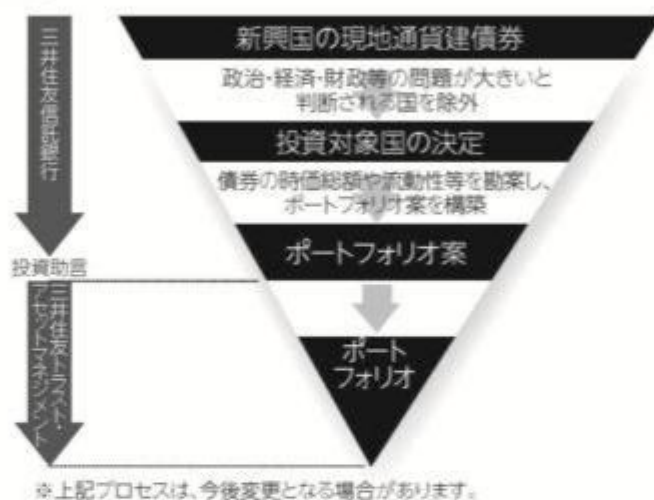 三井住友信託銀行
新興国の現地通貨建債券
政治・経済・財政等の問題が大きいと
判断される国を除外
投資対象国の決定
債券の時価総額や流動性等を勘案し、
ポートフォリオ案を構築
ポートフォリオ案
投資助言
三井住友トラスト・
アセットマネジメント
ポート
フォリオ
※上記プロセスは、今後変更となる場合があります。